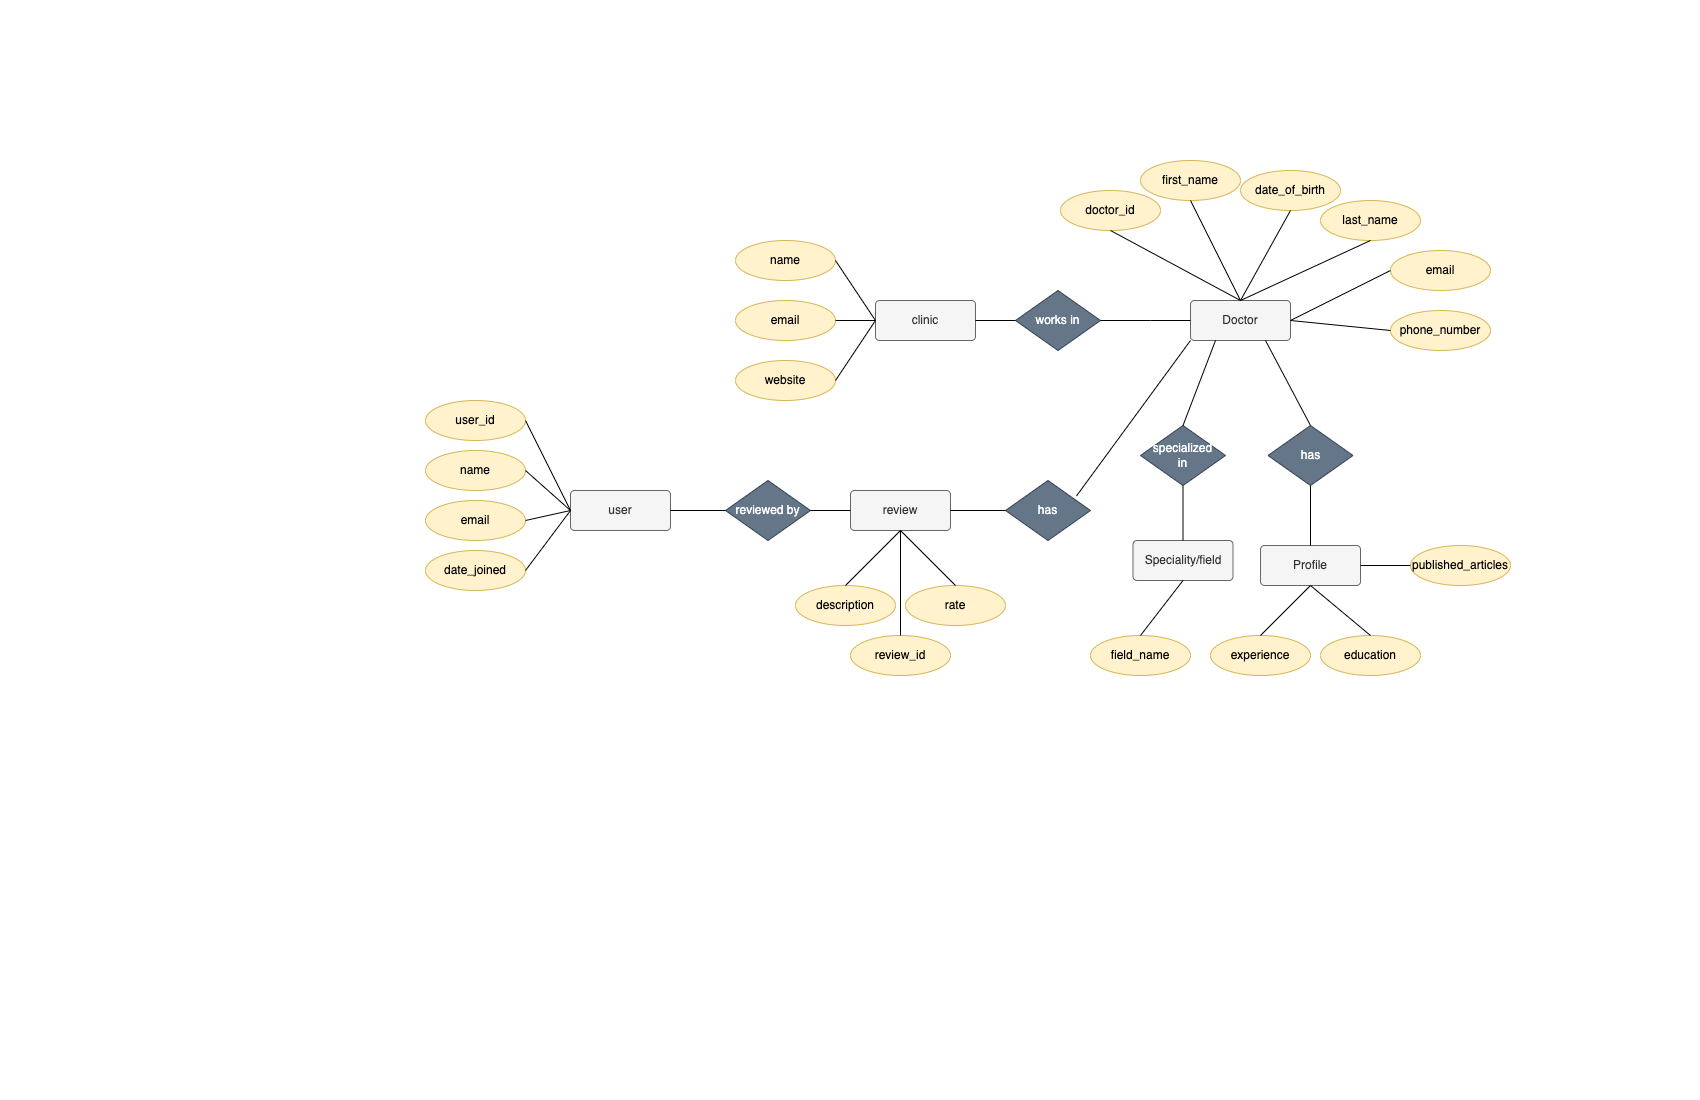 first_name
date_of_birth
doctor_id
last_name
name
email
email
clinic
works in
Doctor
phone_number
website
user_id
specialized
in
has
name
user
reviewed by
review
has
email
Speciality/field
Profile
published_articles
date_joined
description
rate
review_id
field_name
experience
education